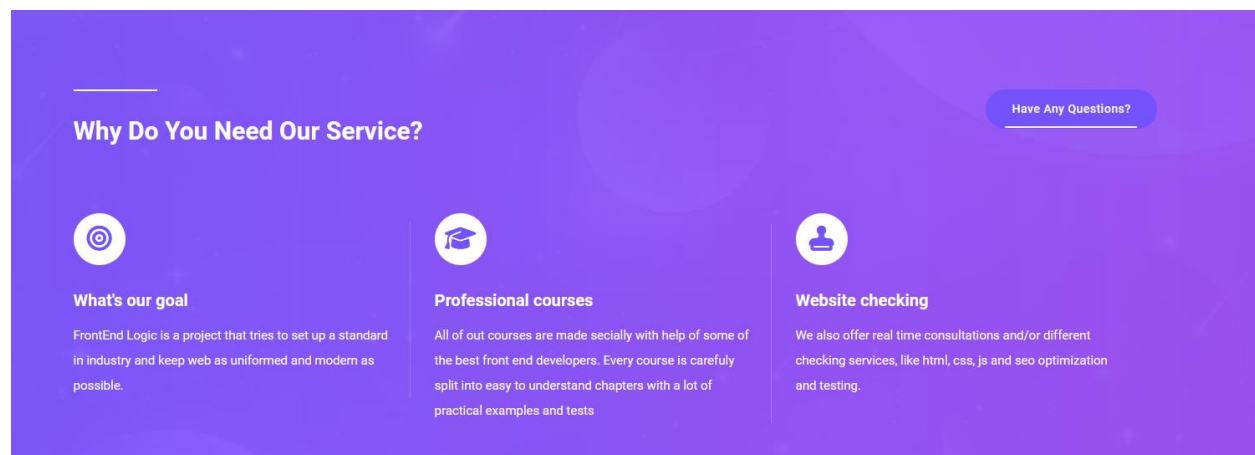 Why Do You Need Our Service?
Have Any Questions?
What's our goal
FrontEnd Logic is a project that tries to set up a standard
in industry and keep web as uniformed and modern as
possible.
Professional courses
All of out courses are made secially with help of some of
the best front end developers. Every course is carefuly
split into easy to understand chapters with a lot of
practical examples and tests
Website checking
We also offer real time consultations and/or different
checking services, like html, css, js and seo optimization
and testing.